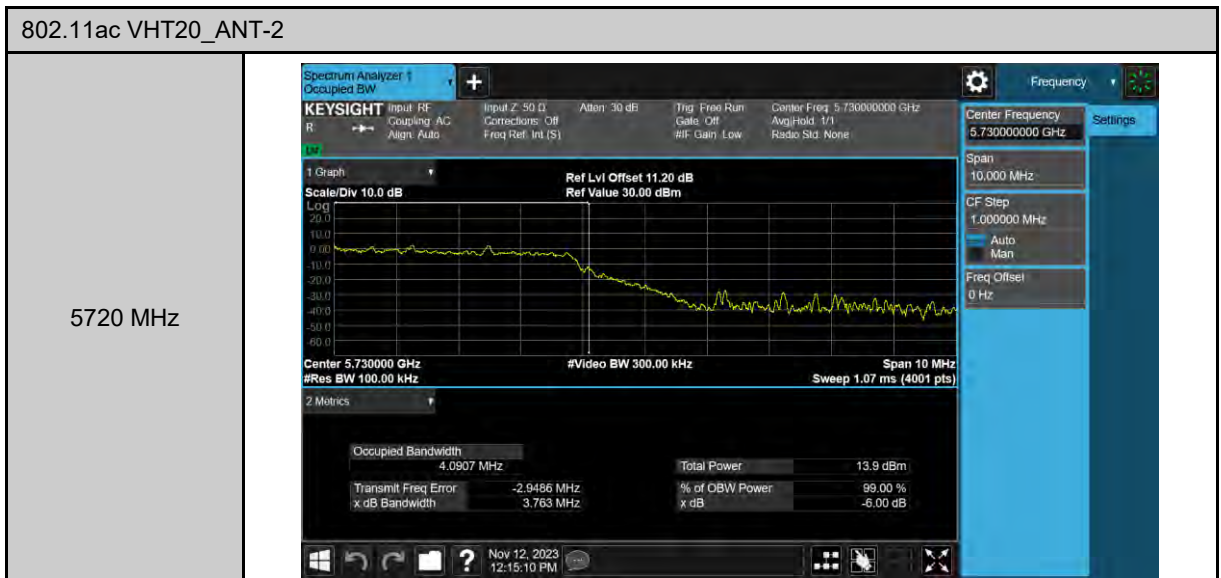 802.11ac VHT20_ANT-2
5720 MHz
Spectrum Analyzer 1
Occupied BW
+
Frequency
KEYSIGHT
R
Input: RF
Coupling: AC
Align: Auto
Input Z: 50 Ω
Corrections: Off
Freq Ref: Int (S)
Atten: 30 dB
Trig: Free Run
Gate: Off
#IF Gain: Low
Center Freq: 5.730000000 GHz
Avg|Hold: 1/1
Radio Std: None
Center Frequency
5.730000000 GHz
Settings
Span
10.000 MHz
CF Step
1.000000 MHz
Auto
Man
Freq Offset
0 Hz
1 Graph
Scale/Div 10.0 dB
Ref Lvl Offset 11.20 dB
Ref Value 30.00 dBm
Log
20.0
10.0
0.00
-10.0
-20.0
-30.0
-40.0
-50.0
-60.0
Center 5.730000 GHz
#Video BW 300.00 kHz
Span 10 MHz
#Res BW 100.00 kHz
Sweep 1.07 ms (4001 pts)
2 Metrics
Occupied Bandwidth
4.0907 MHz
Total Power 13.9 dBm
Transmit Freq Error -2.9486 MHz
% of OBW Power 99.00 %
x dB Bandwidth 3.763 MHz
x dB -6.00 dB
?
Nov 12, 2023
12:15:10 PM